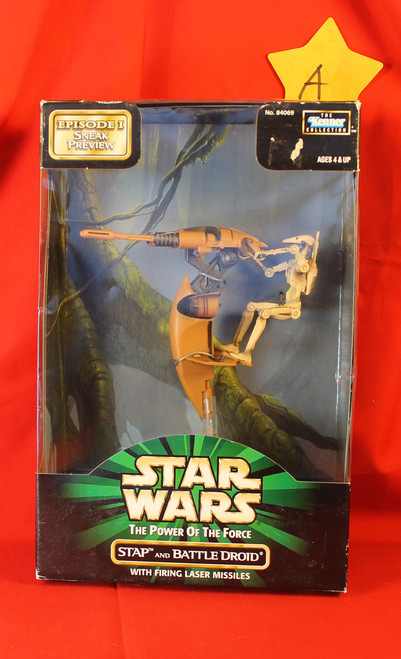 A
EPISODE I
SNEAK
PREVIEW
No. 84069
THE
Kenner
COLLECTION
AGES 4 & UP
STAR
WARS
THE POWER OF THE FORCE
STAP™ AND BATTLE DROID®
WITH FIRING LASER MISSILES